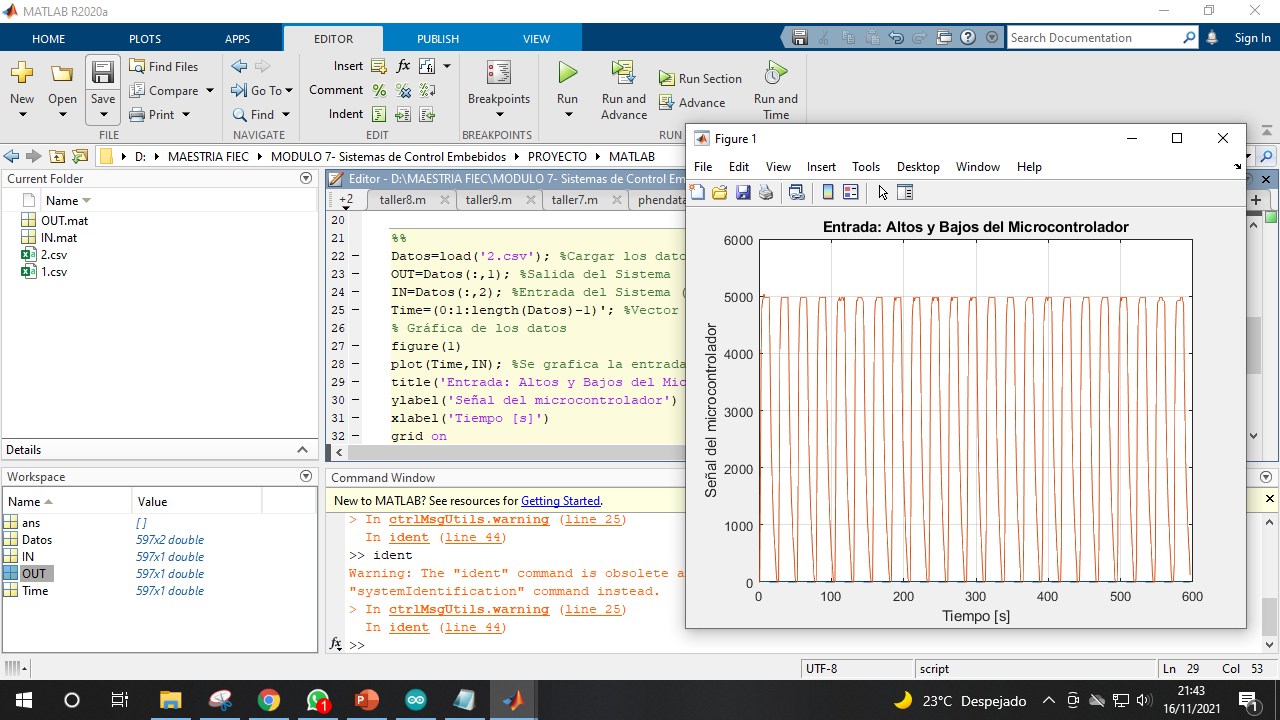 MATLAB R2020a
HOME PLOTS APPS EDITOR PUBLISH VIEW Search Documentation Sign In
New Open Save Find Files Compare Print
Go To Find
Insert fx
Comment
Indent
Breakpoints Run Run and Advance Run Section Advance Run and Time
FILE NAVIGATE EDIT BREAKPOINTS RUN
D: MAESTRIA FIEC MODULO 7- Sistemas de Control Embebidos PROYECTO MATLAB
Current Folder
Name
OUT.mat
IN.mat
2.csv
1.csv
Details
Workspace
Name Value
ans []
Datos 597x2 double
IN 597x1 double
OUT 597x1 double
Time 597x1 double
Editor - D:\MAESTRIA FIEC\MODULO 7- Sistemas de Control Em
+2 taller8.m taller9.m taller7.m phendata
20
21 %%
22 Datos=load('2.csv'); %Cargar los dato
23 OUT=Datos(:,1); %Salida del Sistema
24 IN=Datos(:,2); %Entrada del Sistema (
25 Time=(0:1:length(Datos)-1)'; %Vector
26 % Gráfica de los datos
27 figure(1)
28 plot(Time,IN); %Se grafica la entrada
29 title('Entrada: Altos y Bajos del Mic
30 ylabel('Señal del microcontrolador')
31 xlabel('Tiempo [s]')
32 grid on
Command Window
New to MATLAB? See resources for Getting Started.
> In ctrlMsgUtils.warning (line 25)
In ident (line 44)
>> ident
Warning: The "ident" command is obsolete a
"systemIdentification" command instead.
> In ctrlMsgUtils.warning (line 25)
In ident (line 44)
fx >>
Figure 1
File Edit View Insert Tools Desktop Window Help
Entrada: Altos y Bajos del Microcontrolador
6000
5000
4000
3000
2000
1000
0
Señal del microcontrolador
0 100 200 300 400 500 600
Tiempo [s]
UTF-8 script Ln 29 Col 53
1 23°C Despejado 21:43
16/11/2021 1